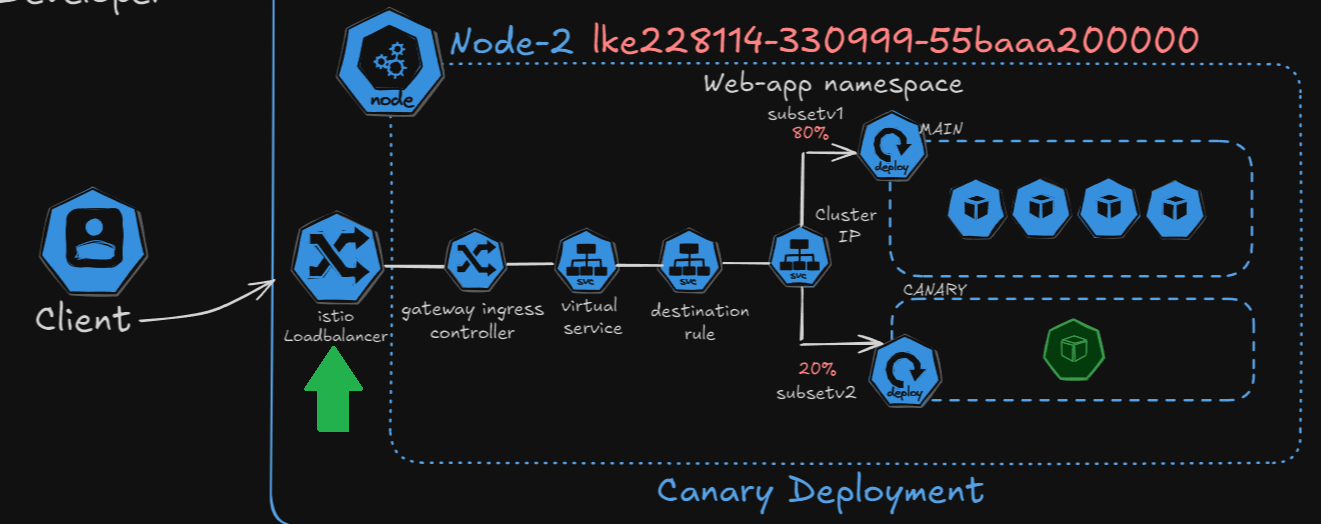 Developer
Node-2 lke228114-330999-55baaa200000
node
Web-app namespace
subsetv1
80%
MAIN
deploy
Cluster
IP
svc
svc
svc
Client
istio
Loadbalancer
gateway ingress
controller
virtual
service
destination
rule
CANARY
20%
subsetv2
deploy
Canary Deployment